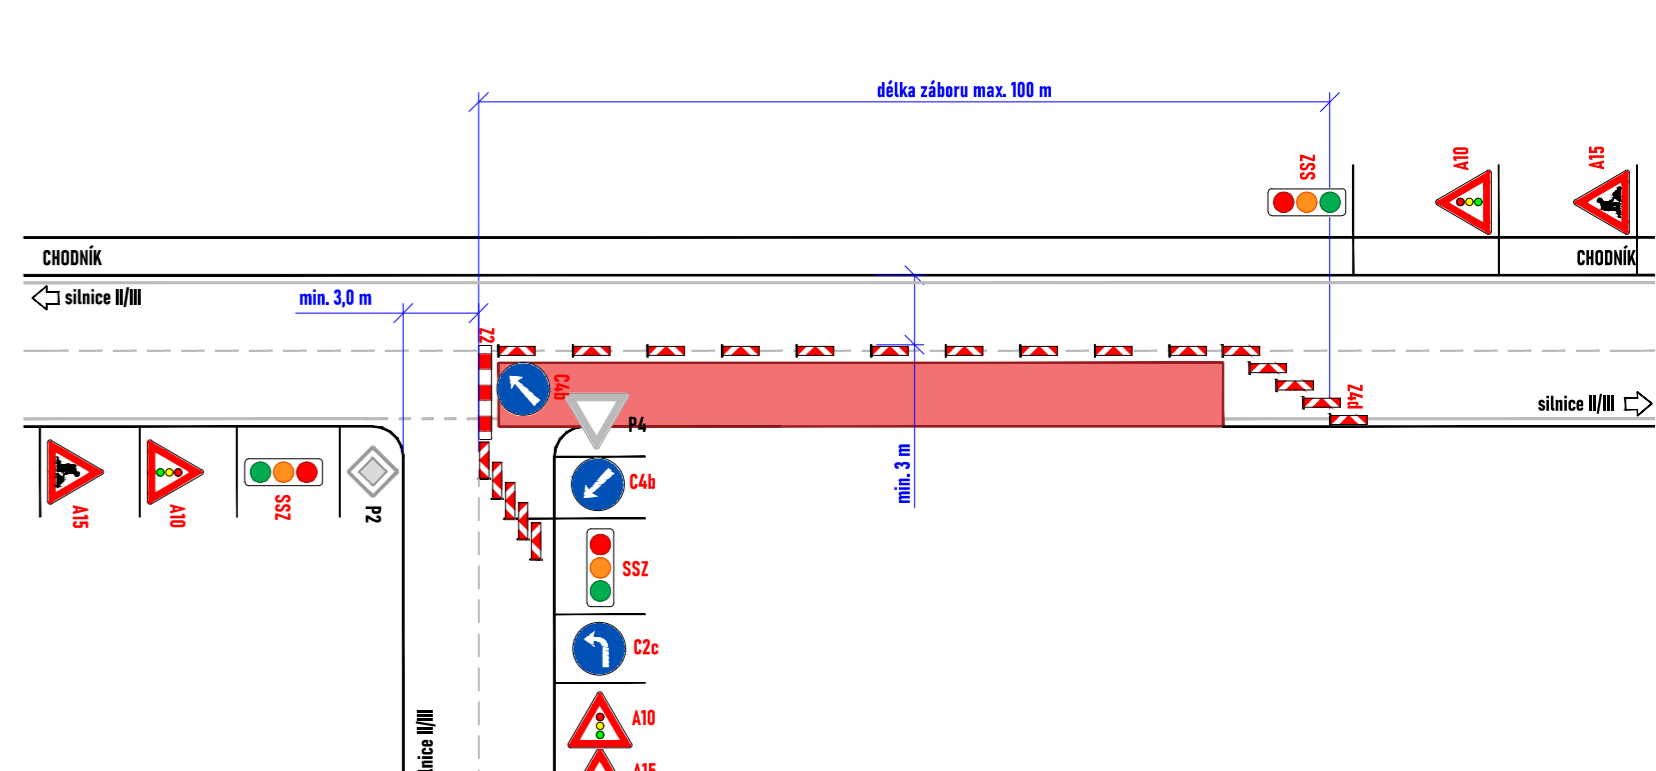 délka záboru max. 100 m
SSZ
A10
A15
CHODNÍK
CHODNÍK
silnice II/III
min. 3,0 m
Z2
C4b
Z4d
silnice II/III
P4
A15
A10
SSZ
P2
C4b
min. 3 m
SSZ
C2c
A10
A15